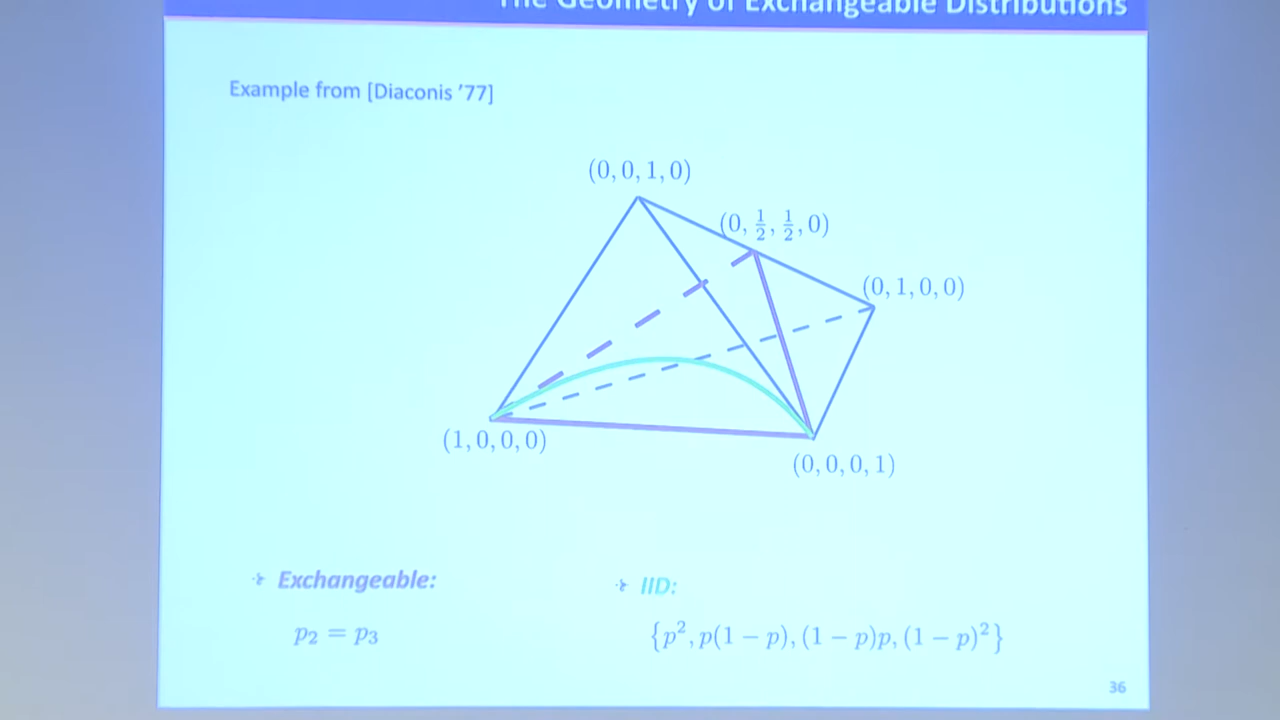 The Geometry of Exchangeable Distributions
Example from [Diaconis ’77]
(0, 0, 1, 0)
(0, 1/2, 1/2, 0)
(0, 1, 0, 0)
(1, 0, 0, 0)
(0, 0, 0, 1)
Exchangeable:
IID:
p₂ = p₃
{p², p(1 − p), (1 − p)p, (1 − p)²}
36